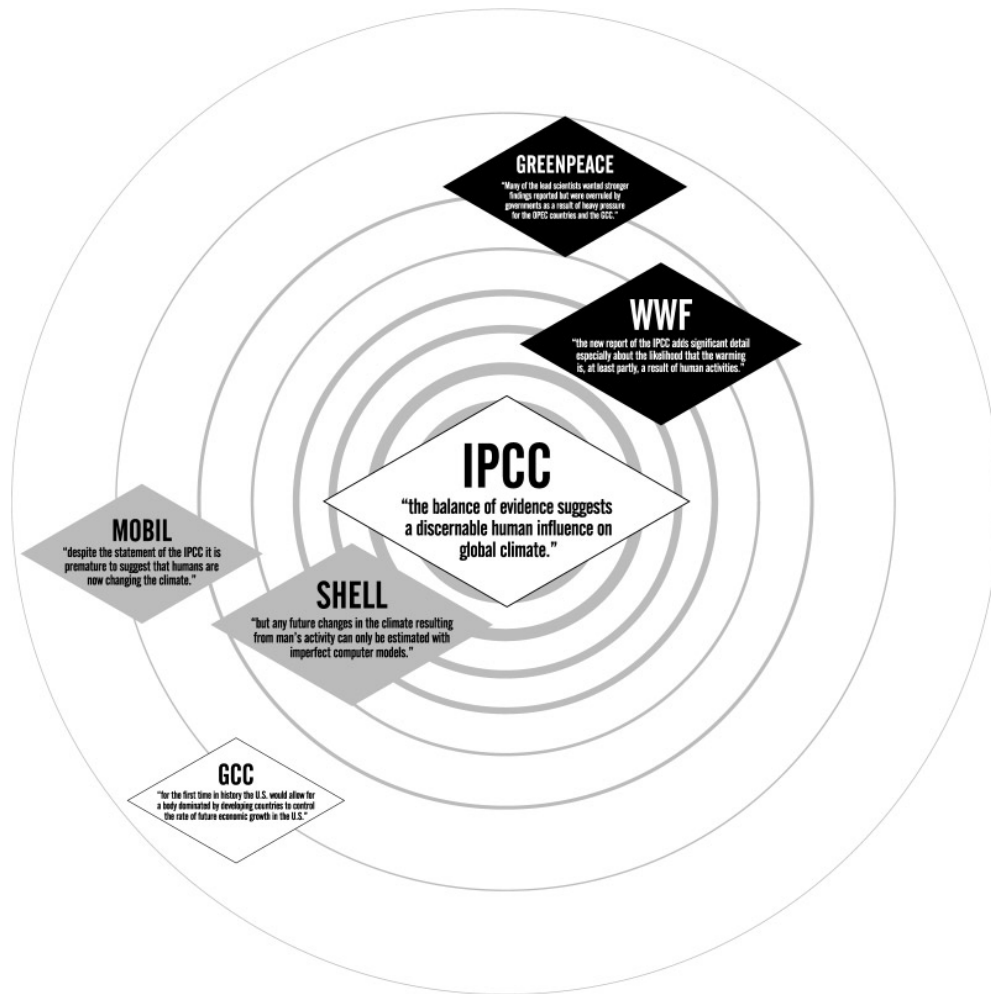 GREENPEACE
“Many of the lead scientists wanted stronger
findings reported but were overruled by
governments as a result of heavy pressure
for the OPEC countries and the GCC.”
WWF
“the new report of the IPCC adds significant detail
especially about the likelihood that the warming
is, at least partly, a result of human activities.”
IPCC
“the balance of evidence suggests
a discernable human influence on
global climate.”
MOBIL
“despite the statement of the IPCC it is
premature to suggest that humans are
now changing the climate.”
SHELL
“but any future changes in the climate resulting
from man’s activity can only be estimated with
imperfect computer models.”
GCC
“for the first time in history the U.S. would allow for
a body dominated by developing countries to control
the rate of future economic growth in the U.S.”